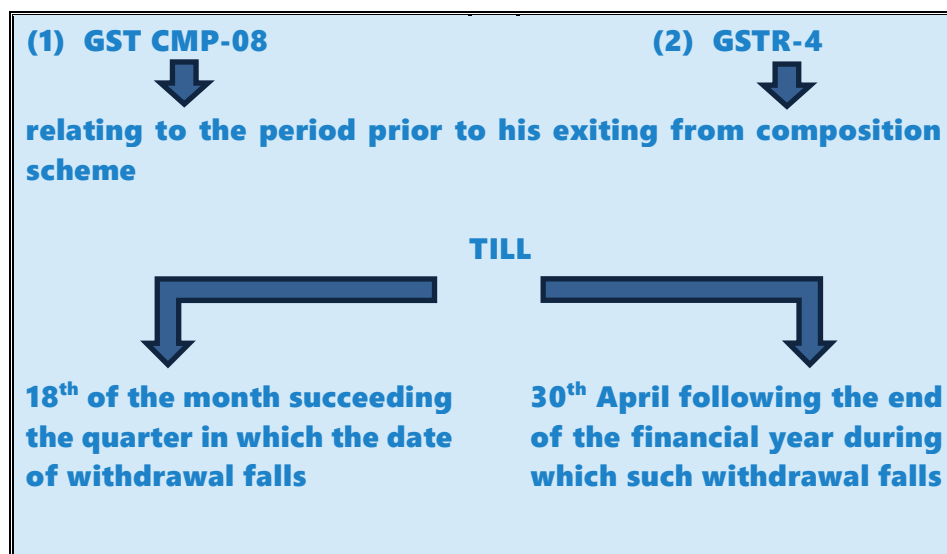 (1) GST CMP-08 (2) GSTR-4
relating to the period prior to his exiting from composition
scheme
TILL
18th of the month succeeding
the quarter in which the date
of withdrawal falls
30th April following the end
of the financial year during
which such withdrawal falls